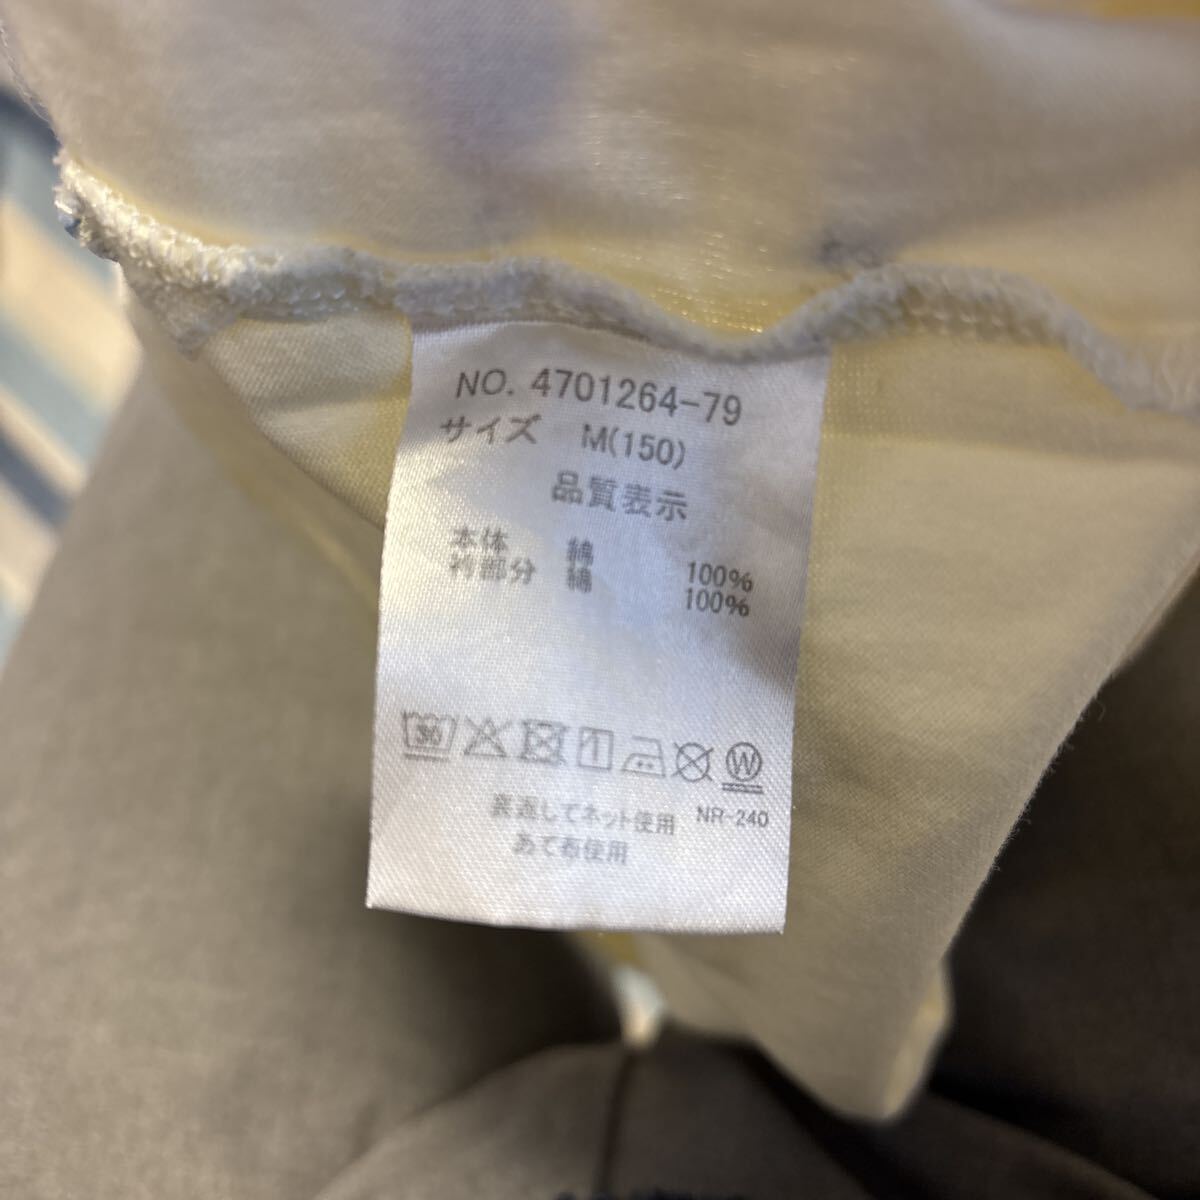 NO. 4701264-79
サイズ M(150)
品質表示
本体 綿 100%
衿部分 綿 100%
30 W
裏返してネット使用 NR-240
あて布使用